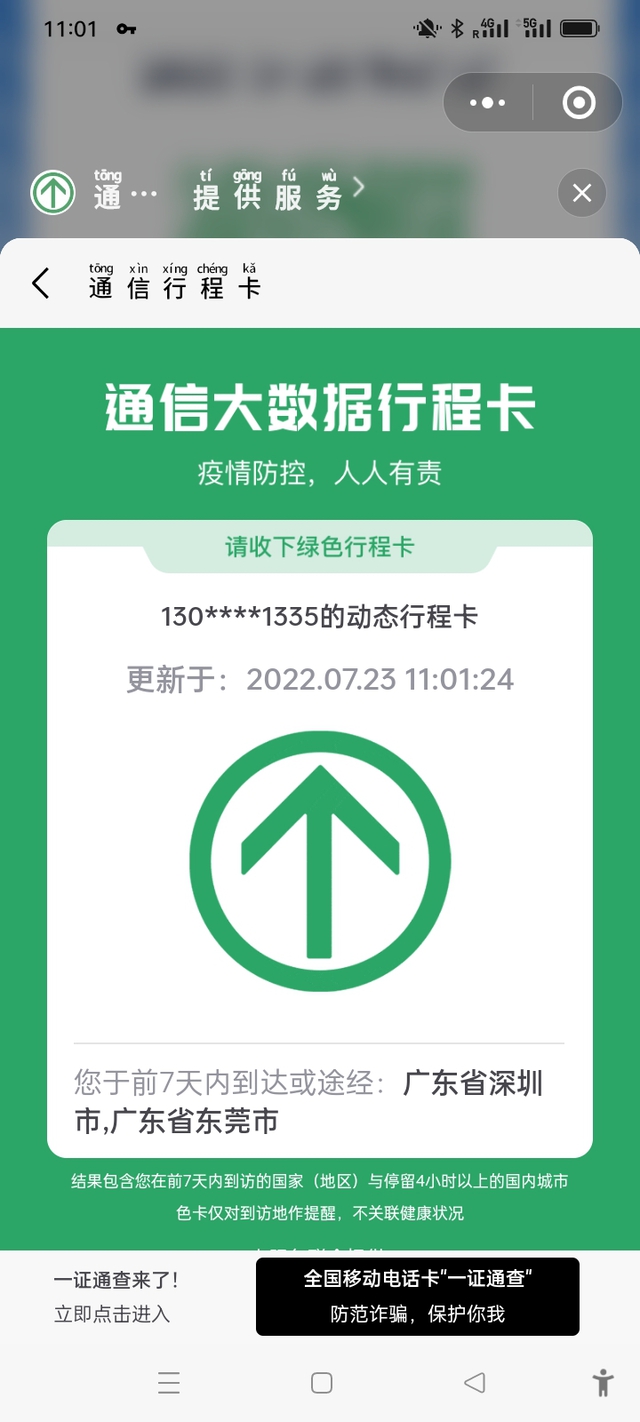 11:01
R 4G 5G
tōng tí gōng fú wù
通… 提供服务
tōng xìn xíng chéng kǎ
通信行程卡
通信大数据行程卡
疫情防控，人人有责
请收下绿色行程卡
130****1335的动态行程卡
更新于：2022.07.23 11:01:24
您于前7天内到达或途经：广东省深圳
市,广东省东莞市
结果包含您在前7天内到访的国家（地区）与停留4小时以上的国内城市
色卡仅对到访地作提醒，不关联健康状况
一证通查来了！
立即点击进入
全国移动电话卡"一证通查"
防范诈骗，保护你我